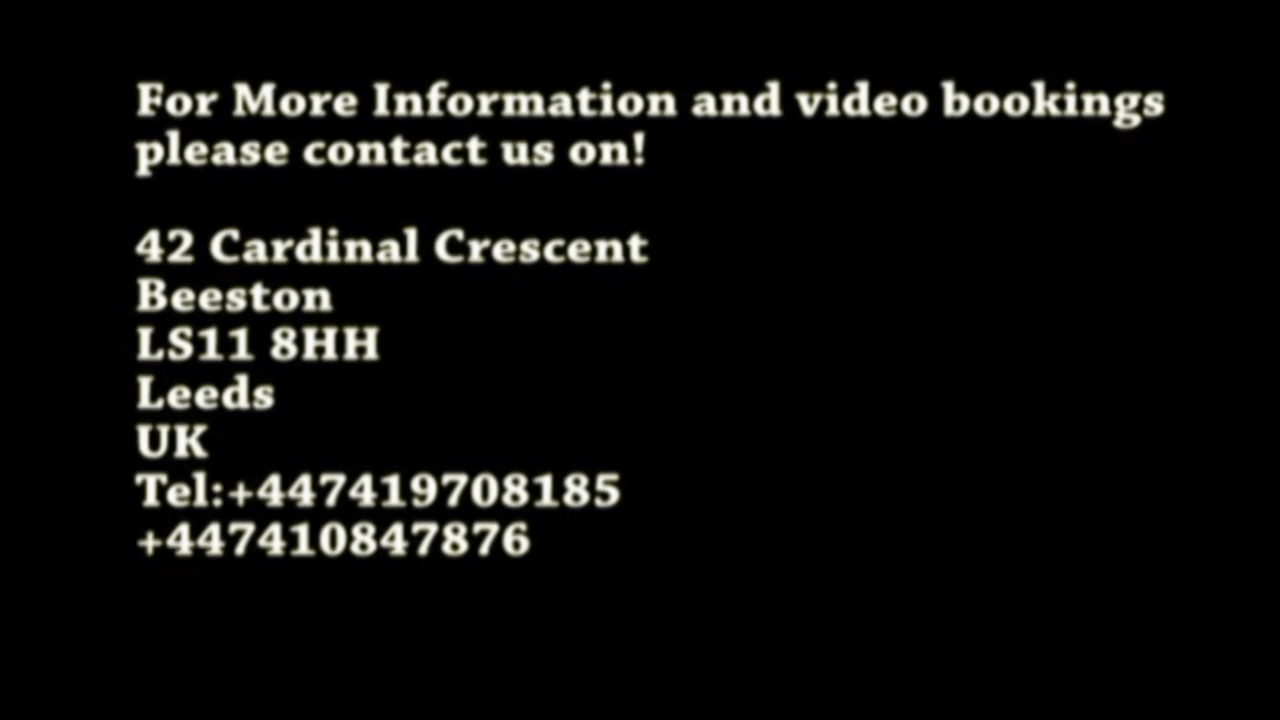 For More Information and video bookings
please contact us on!
42 Cardinal Crescent
Beeston
LS11 8HH
Leeds
UK
Tel:+447419708185
+447410847876